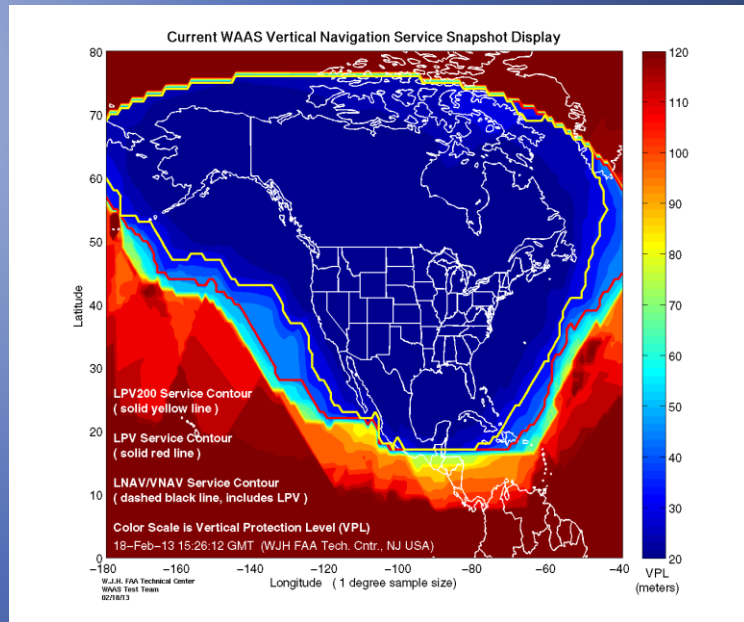 Current WAAS Vertical Navigation Service Snapshot Display
80
70
60
50
40
30
20
10
0
Latitude
LPV200 Service Contour
( solid yellow line )
LPV Service Contour
( solid red line )
LNAV/VNAV Service Contour
( dashed black line, includes LPV )
Color Scale is Vertical Protection Level (VPL)
18-Feb-13 15:26:12 GMT (WJH FAA Tech. Cntr., NJ USA)
-180 -160 -140 -120 -100 -80 -60 -40
Longitude ( 1 degree sample size)
W.J.H. FAA Technical Center
WAAS Test Team
02/18/13
120
110
100
90
80
70
60
50
40
30
20
VPL
(meters)